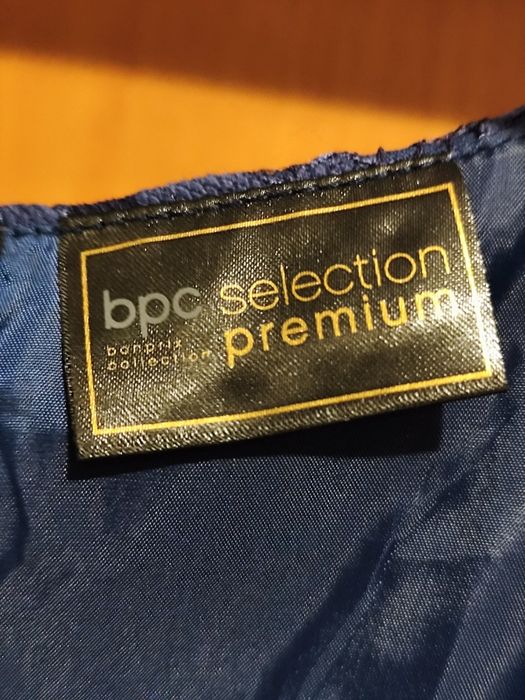 bpc selection
bonprix
collection
premium